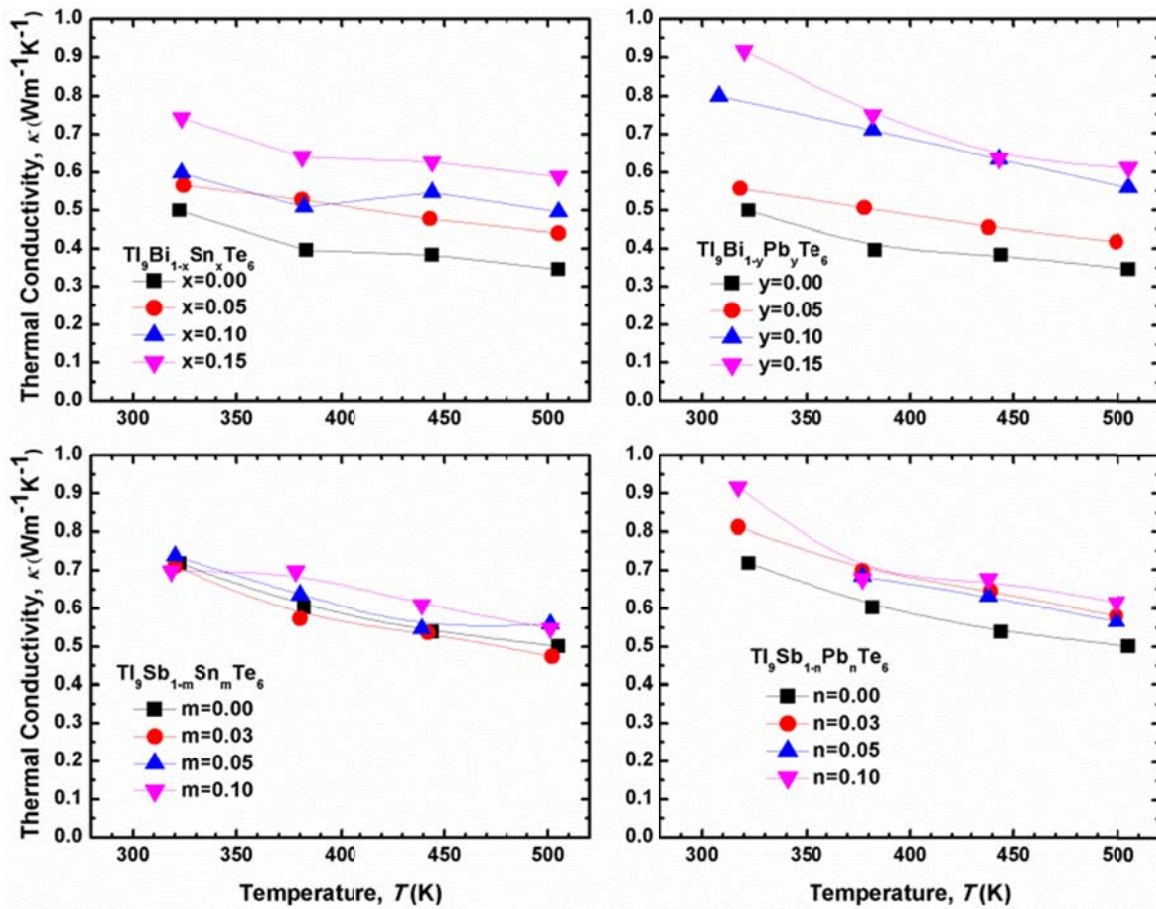 Thermal Conductivity, κ (Wm⁻¹K⁻¹)
1.0
0.9
0.8
0.7
0.6
0.5
0.4
0.3
0.2
0.1
0.0
Tl₉Bi₁₋ₓSnₓTe₆
x=0.00
x=0.05
x=0.10
x=0.15
300 350 400 450 500
1.0
0.9
0.8
0.7
0.6
0.5
0.4
0.3
0.2
0.1
0.0
Tl₉Bi₁₋yPbyTe₆
y=0.00
y=0.05
y=0.10
y=0.15
300 350 400 450 500
Thermal Conductivity, κ (Wm⁻¹K⁻¹)
1.0
0.9
0.8
0.7
0.6
0.5
0.4
0.3
0.2
0.1
0.0
Tl₉Sb₁₋ₘSnₘTe₆
m=0.00
m=0.03
m=0.05
m=0.10
300 350 400 450 500
Temperature, T (K)
1.0
0.9
0.8
0.7
0.6
0.5
0.4
0.3
0.2
0.1
0.0
Tl₉Sb₁₋ₙPbₙTe₆
n=0.00
n=0.03
n=0.05
n=0.10
300 350 400 450 500
Temperature, T (K)